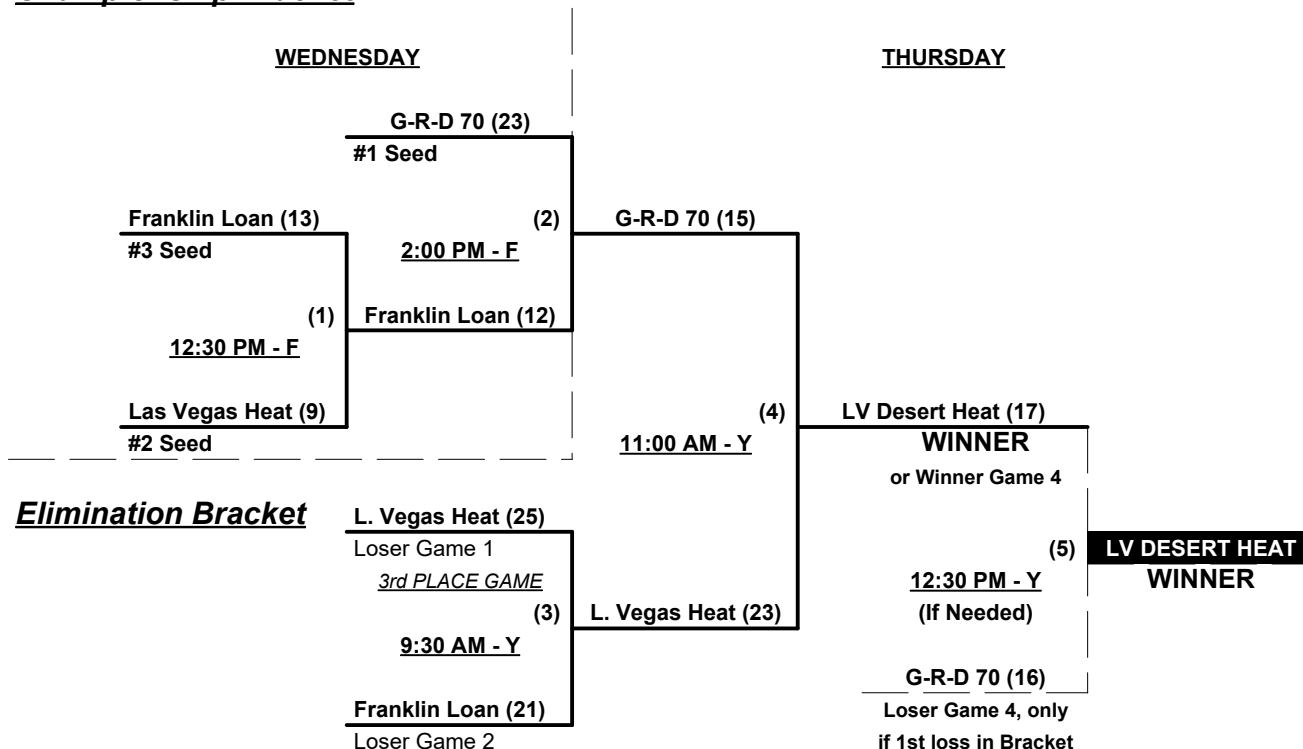 WEDNESDAY
THURSDAY
G-R-D 70 (23)
#1 Seed
Franklin Loan (13)
#3 Seed
(2)
2:00 PM - F
G-R-D 70 (15)
(1)
12:30 PM - F
Franklin Loan (12)
Las Vegas Heat (9)
#2 Seed
(4)
11:00 AM - Y
LV Desert Heat (17)
WINNER
or Winner Game 4
Elimination Bracket
L. Vegas Heat (25)
Loser Game 1
3rd PLACE GAME
(3)
9:30 AM - Y
L. Vegas Heat (23)
Franklin Loan (21)
Loser Game 2
(5)
12:30 PM - Y
(If Needed)
LV DESERT HEAT
WINNER
G-R-D 70 (16)
Loser Game 4, only
if 1st loss in Bracket